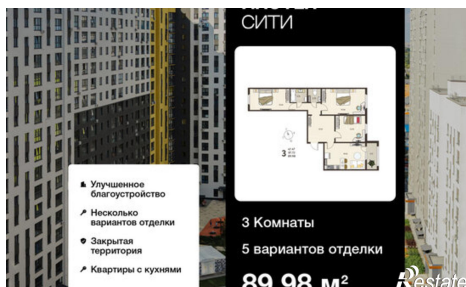 СИТИ
Улучшенное
благоустройство
Несколько
вариантов отделки
Закрытая
территория
Квартиры с кухнями
3
3 Комнаты
5 вариантов отделки
89,98 м²
Restate